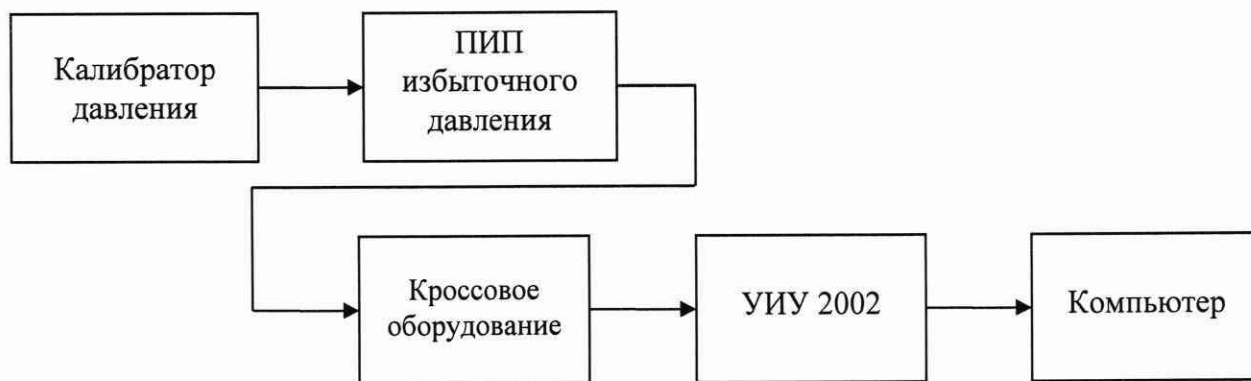 Калибратор
давления
ПИП
избыточного
давления
Кроссовое
оборудование
УИУ 2002
Компьютер